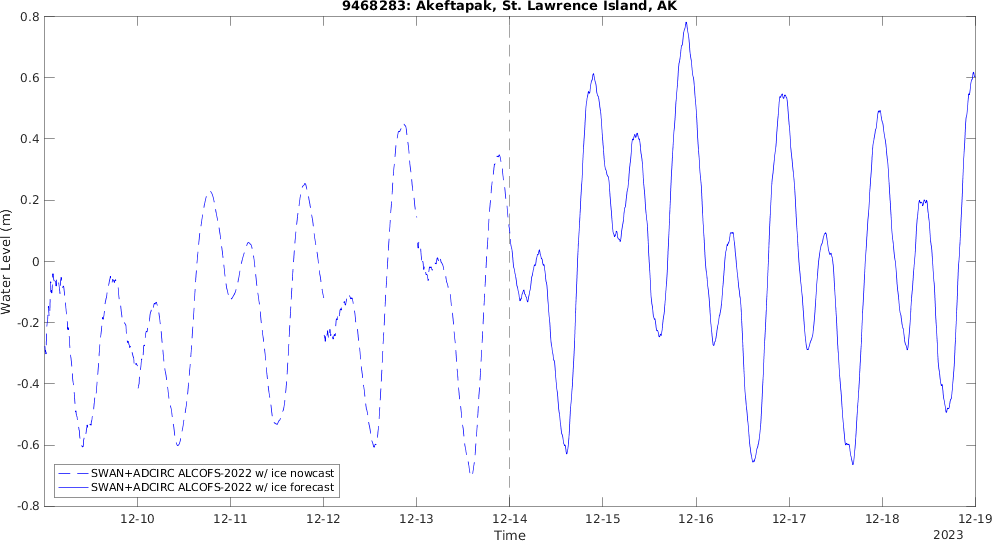 9468283: Akeftapak, St. Lawrence Island, AK
Water Level (m)
0.8
0.6
0.4
0.2
0
-0.2
-0.4
-0.6
-0.8
SWAN+ADCIRC ALCOFS-2022 w/ ice nowcast
SWAN+ADCIRC ALCOFS-2022 w/ ice forecast
12-10 12-11 12-12 12-13 12-14 12-15 12-16 12-17 12-18 12-19
Time
2023